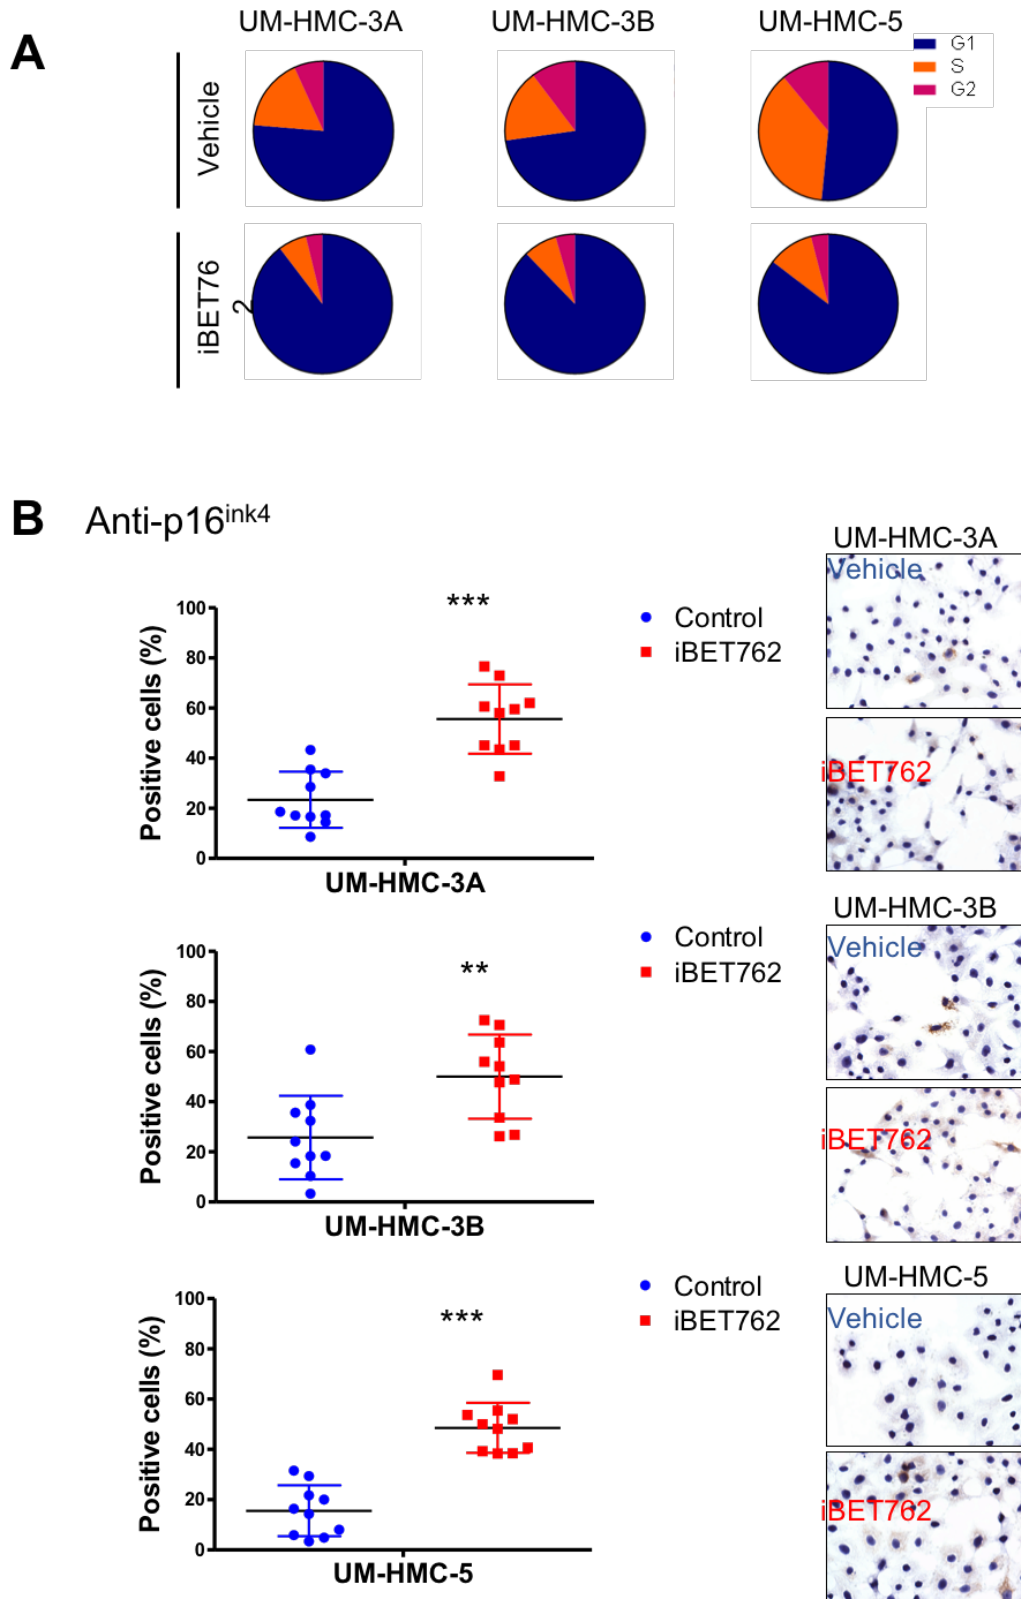 A
UM-HMC-3A
UM-HMC-3B
UM-HMC-5
G1
S
G2
Vehicle
iBET76
2
B
Anti-p16ink4
UM-HMC-3A
Vehicle
iBET762
***
Control
iBET762
Positive cells (%)
100
80
60
40
20
0
UM-HMC-3A
UM-HMC-3B
Vehicle
iBET762
**
Control
iBET762
Positive cells (%)
100
80
60
40
20
0
UM-HMC-3B
UM-HMC-5
Vehicle
iBET762
***
Control
iBET762
Positive cells (%)
100
80
60
40
20
0
UM-HMC-5